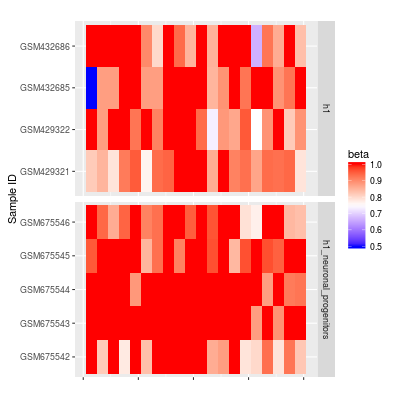 GSM432686
GSM432685
GSM429322
GSM429321
h1
GSM675546
GSM675545
GSM675544
GSM675543
GSM675542
h1_neuronal_progenitors
Sample ID
beta
1.0
0.9
0.8
0.7
0.6
0.5